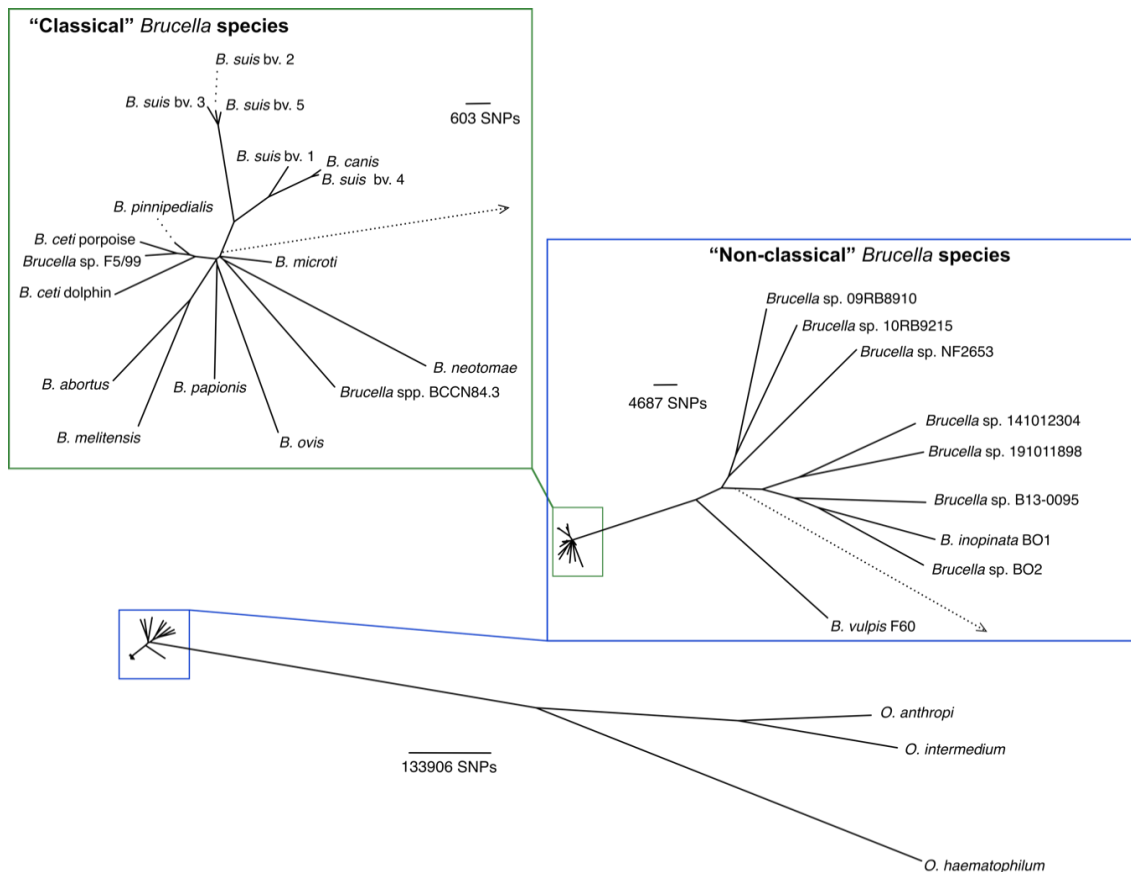 “Classical” Brucella species
B. suis bv. 2
B. suis bv. 3
B. suis bv. 5
603 SNPs
B. suis bv. 1
B. canis
B. suis bv. 4
B. pinnipedialis
B. ceti porpoise
Brucella sp. F5/99
B. microti
B. ceti dolphin
B. neotomae
B. abortus
B. papionis
Brucella spp. BCCN84.3
B. melitensis
B. ovis
“Non-classical” Brucella species
Brucella sp. 09RB8910
Brucella sp. 10RB9215
Brucella sp. NF2653
4687 SNPs
Brucella sp. 141012304
Brucella sp. 191011898
Brucella sp. B13-0095
B. inopinata BO1
Brucella sp. BO2
B. vulpis F60
O. anthropi
O. intermedium
133906 SNPs
O. haematophilum